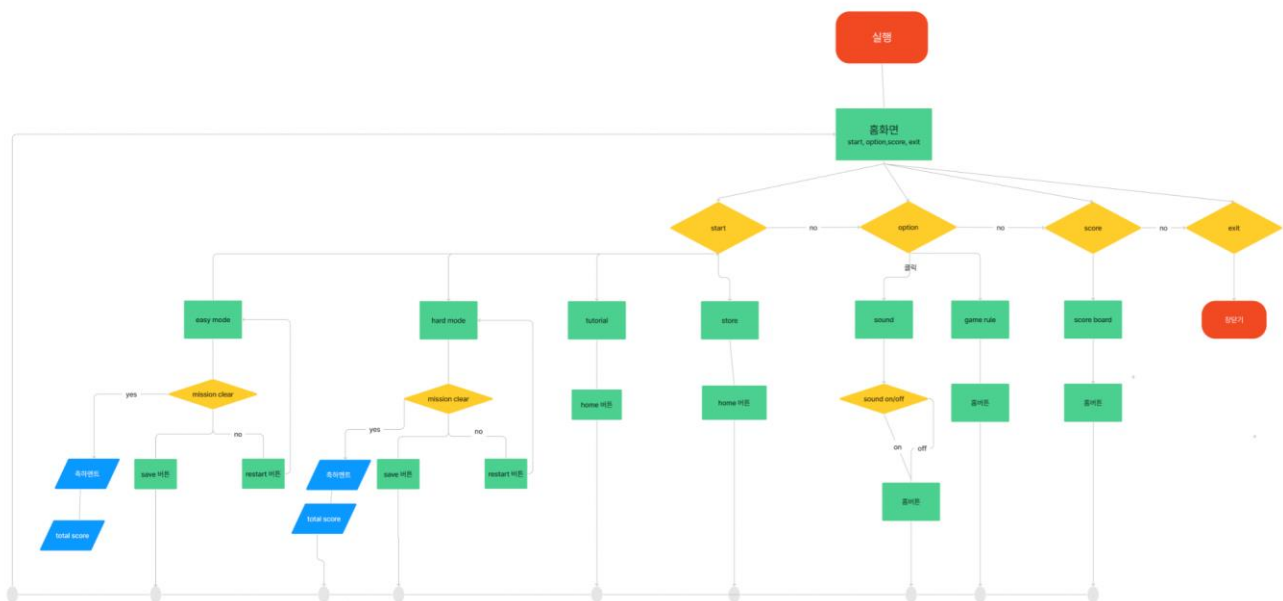 실행
홈화면
start, option,score, exit
start
no
option
no
score
no
exit
클릭
easy mode
hard mode
tutorial
store
sound
game rule
score board
창닫기
yes
mission clear
no
yes
mission clear
no
home 버튼
home 버튼
sound on/off
on
off
홈버튼
홈버튼
축하멘트
save 버튼
restart 버튼
축하멘트
save 버튼
restart 버튼
홈버튼
total score
total score